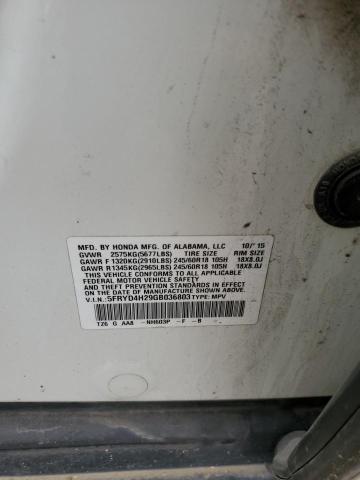 MFD. BY HONDA MFG. OF ALABAMA, LLC 10/'15
GVWR 2575KG(5677LBS) TIRE SIZE RIM SIZE
GAWR F 1320KG(2910LBS) 245/60R18 105H 18X8.0J
GAWR R1345KG(2965LBS) 245/60R18 105H 18X8.0J
THIS VEHICLE CONFORMS TO ALL APPLICABLE
FEDERAL MOTOR VEHICLE SAFETY, BUMPER,
AND THEFT PREVENTION STANDARDS IN EFFECT
ON THE DATE OF MANUFACTURE SHOWN ABOVE.
V.I.N.:5FRYD4H29GB036803 TYPE: MPV
TZ6 G AA8 -NH603P -F -B -